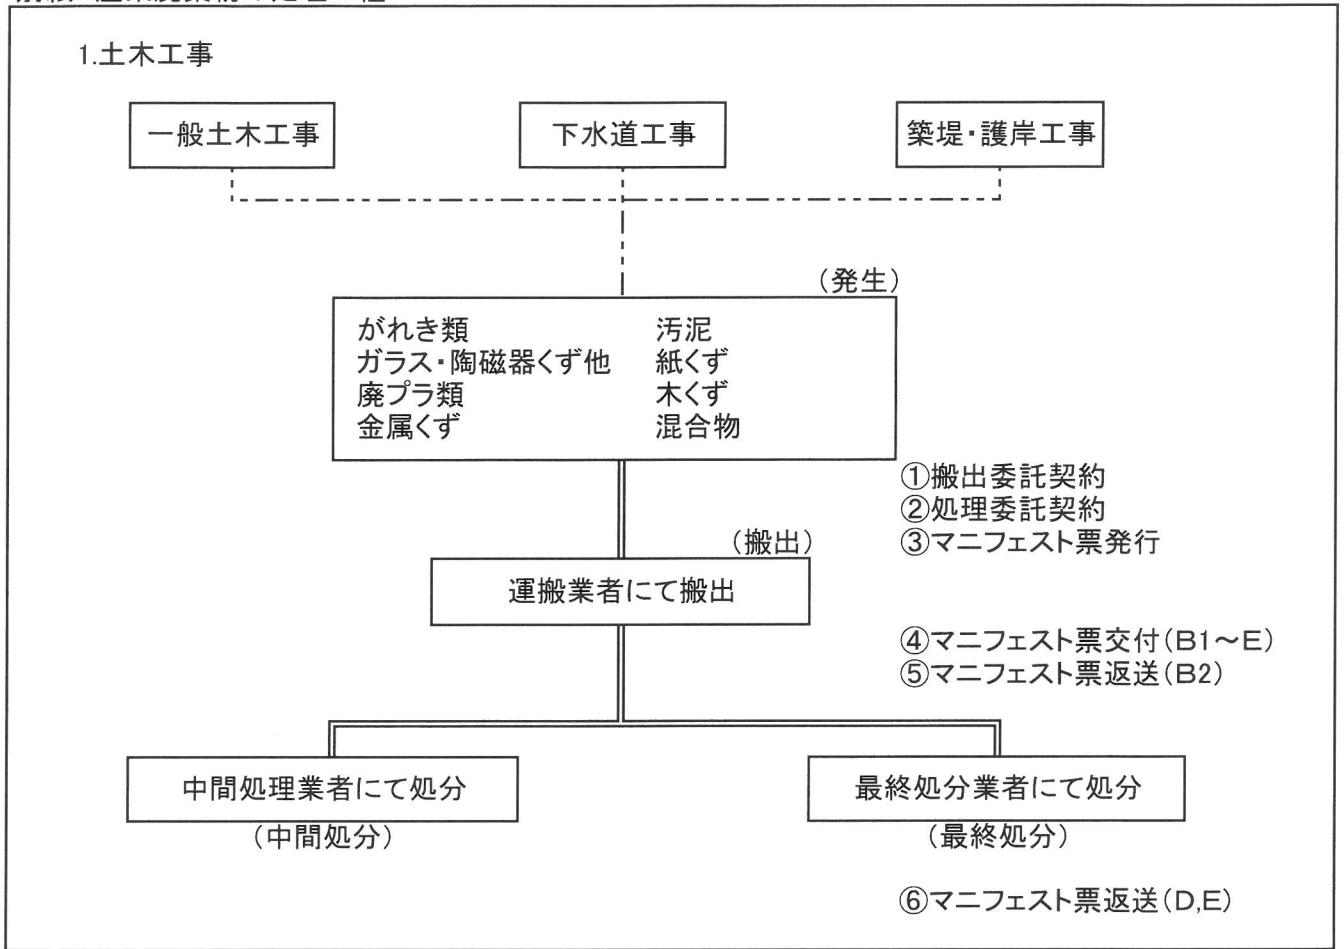 1.土木工事
一般土木工事
下水道工事
築堤・護岸工事
(発生)
がれき類 汚泥
ガラス・陶磁器くず他 紙くず
廃プラ類 木くず
金属くず 混合物
①搬出委託契約
②処理委託契約
③マニフェスト票発行
(搬出)
運搬業者にて搬出
④マニフェスト票交付(B1～E)
⑤マニフェスト票返送(B2)
中間処理業者にて処分
最終処分業者にて処分
(中間処分)
(最終処分)
⑥マニフェスト票返送(D,E)